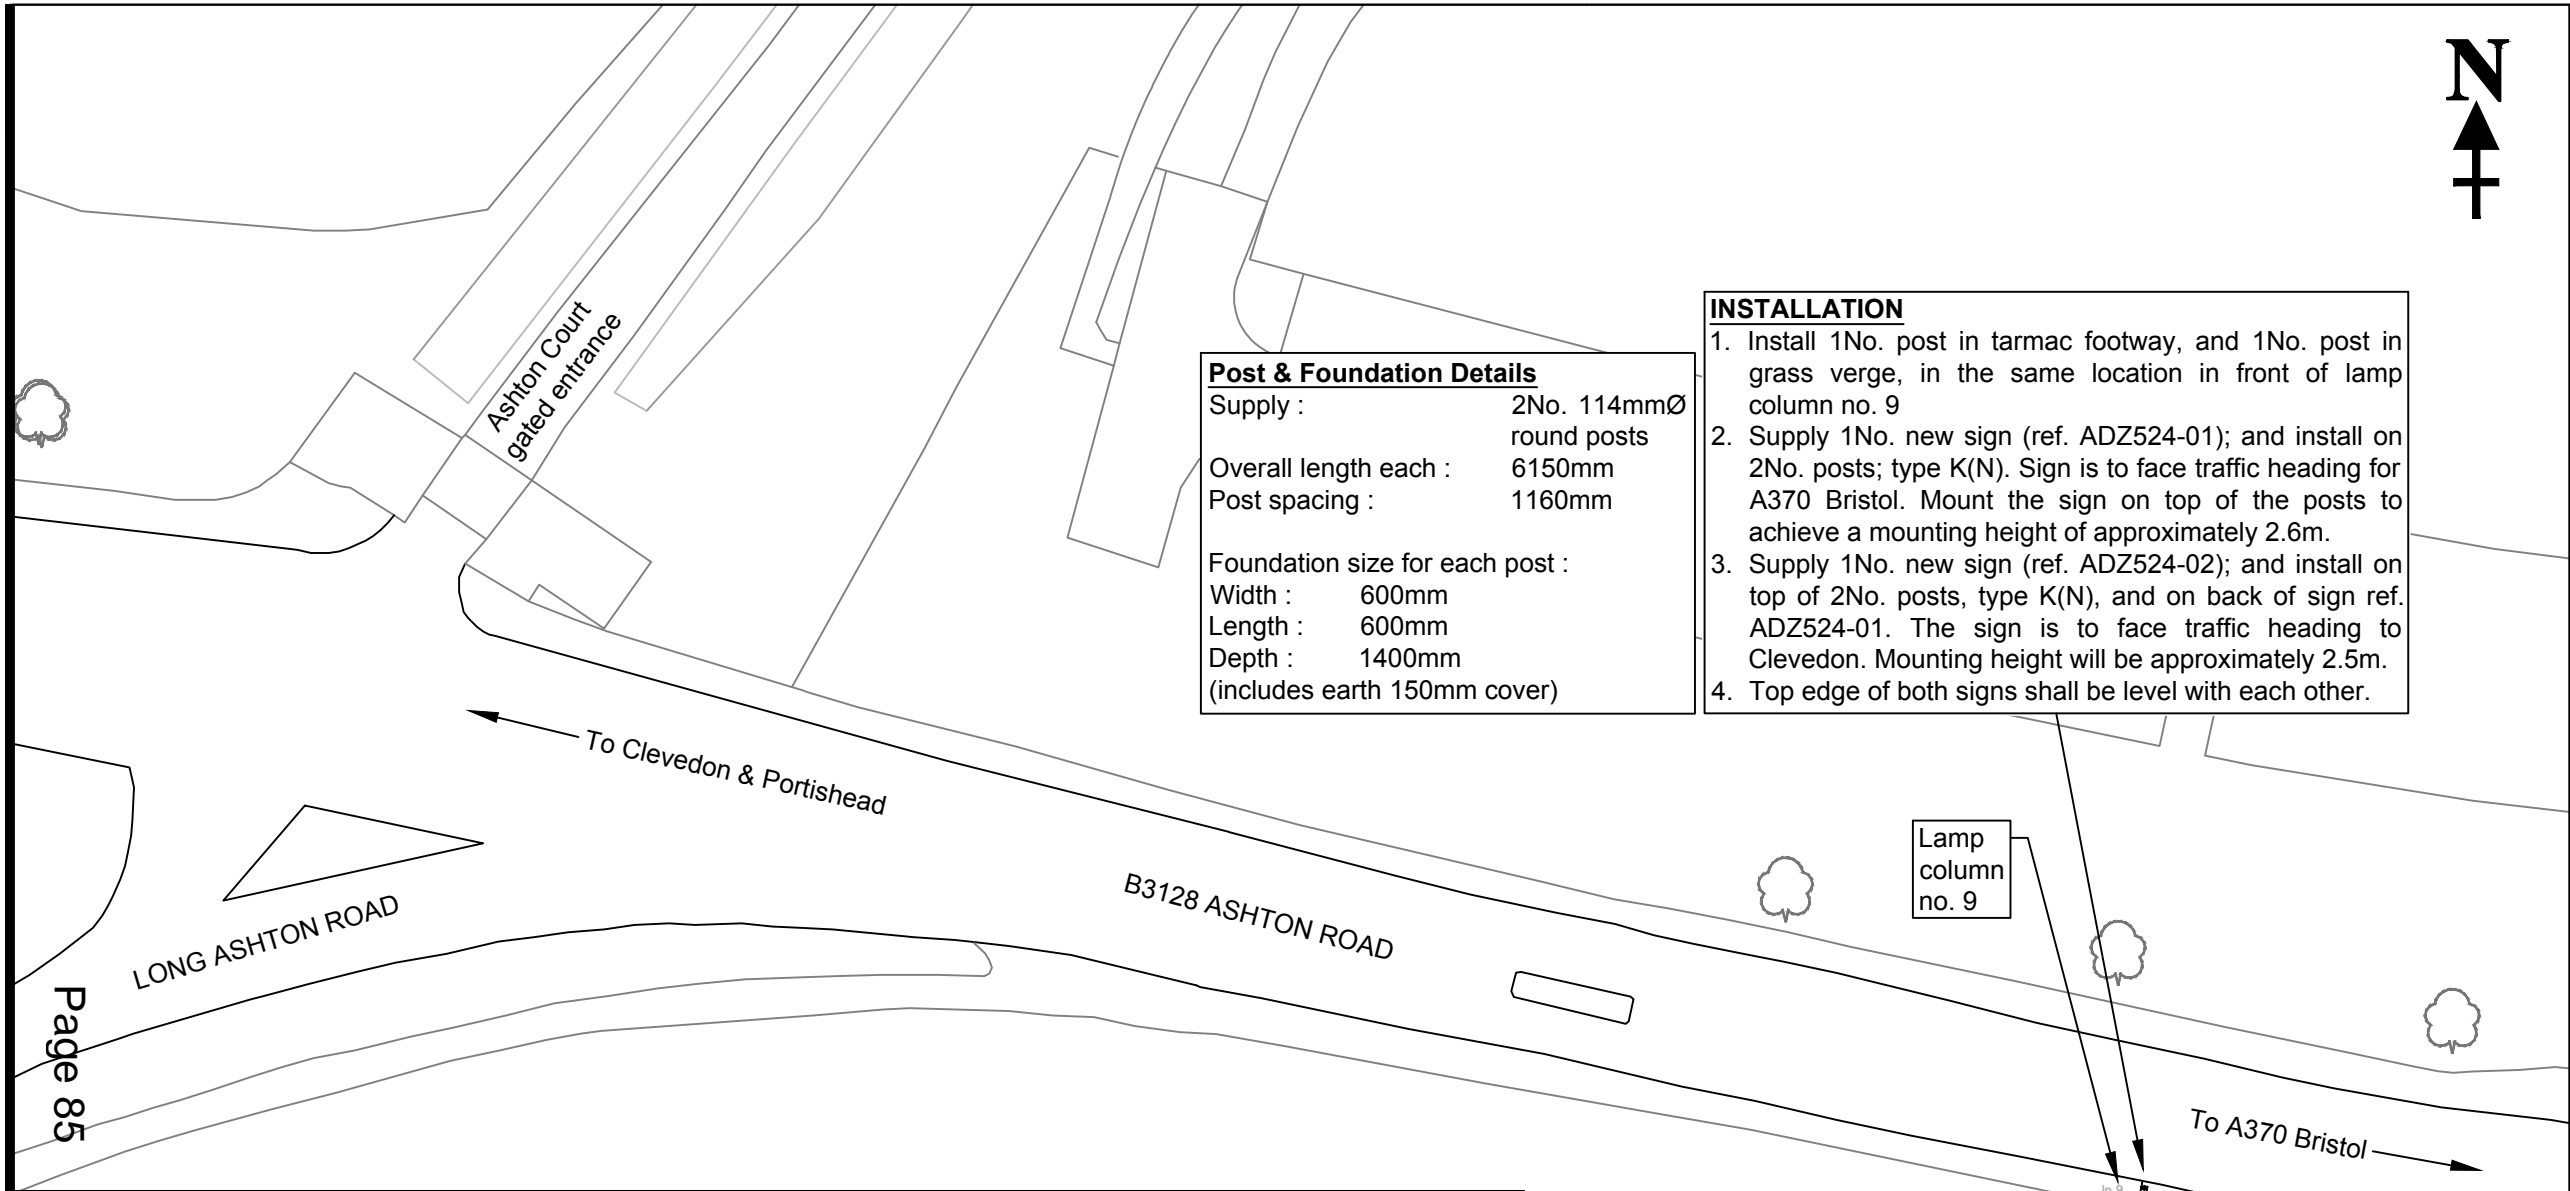 N
Ashton Court
gated entrance
Post & Foundation Details
Supply : 2No. 114mmØ
round posts
Overall length each : 6150mm
Post spacing : 1160mm
Foundation size for each post :
Width : 600mm
Length : 600mm
Depth : 1400mm
(includes earth 150mm cover)
INSTALLATION
1. Install 1No. post in tarmac footway, and 1No. post in
grass verge, in the same location in front of lamp
column no. 9
2. Supply 1No. new sign (ref. ADZ524-01); and install on
2No. posts; type K(N). Sign is to face traffic heading for
A370 Bristol. Mount the sign on top of the posts to
achieve a mounting height of approximately 2.6m.
3. Supply 1No. new sign (ref. ADZ524-02); and install on
top of 2No. posts, type K(N), and on back of sign ref.
ADZ524-01. The sign is to face traffic heading to
Clevedon. Mounting height will be approximately 2.5m.
4. Top edge of both signs shall be level with each other.
To Clevedon & Portishead
Lamp
column
no. 9
B3128 ASHTON ROAD
LONG ASHTON ROAD
Page 85
To A370 Bristol